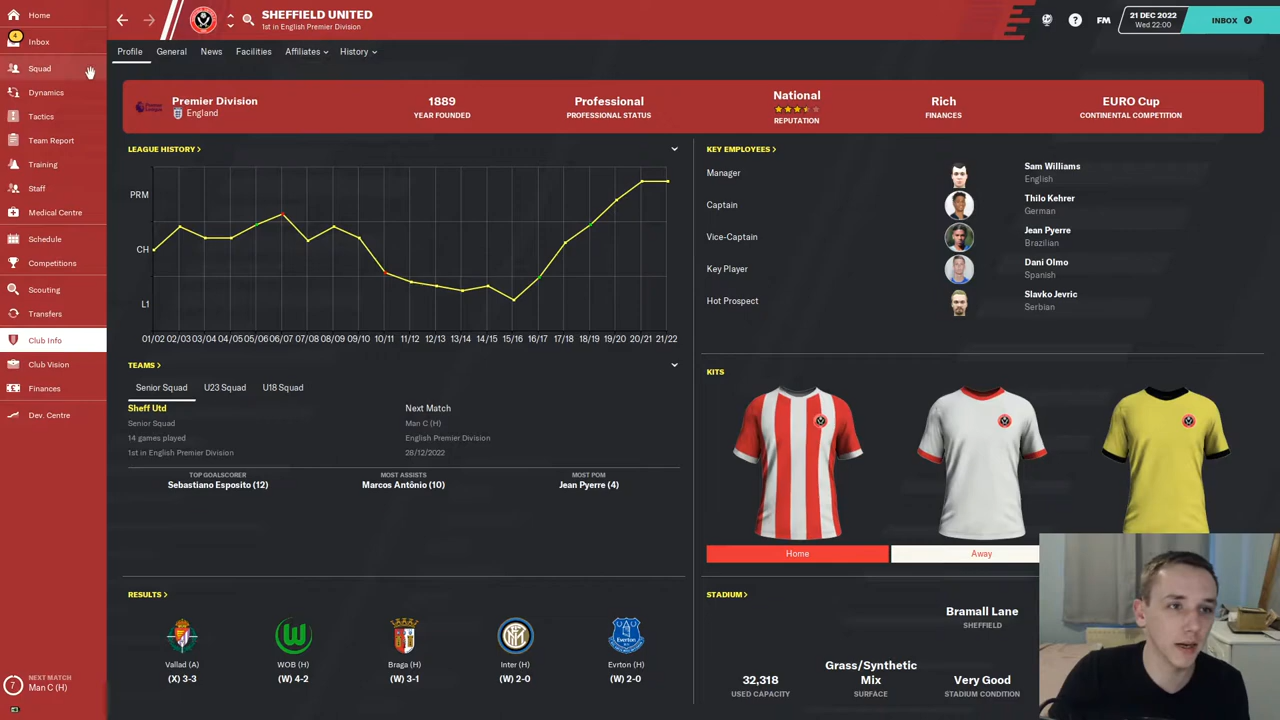 Home
SHEFFIELD UNITED
1st in English Premier Division
FM
21 DEC 2022
Wed 22:00
INBOX
4
Inbox
Squad
Dynamics
Tactics
Team Report
Training
Staff
Medical Centre
Schedule
Competitions
Scouting
Transfers
Club Info
Club Vision
Finances
Dev. Centre
7
NEXT MATCH
Man C (H)
Profile General News Facilities Affiliates History
Premier Division
England
1889
YEAR FOUNDED
Professional
PROFESSIONAL STATUS
National
REPUTATION
Rich
FINANCES
EURO Cup
CONTINENTAL COMPETITION
LEAGUE HISTORY
PRM
CH
L1
01/02 02/03 03/04 04/05 05/06 06/07 07/08 08/09 09/10 10/11 11/12 12/13 13/14 14/15 15/16 16/17 17/18 18/19 19/20 20/21 21/22
TEAMS
Senior Squad U23 Squad U18 Squad
Sheff Utd
Senior Squad
14 games played
1st in English Premier Division
Next Match
Man C (H)
English Premier Division
28/12/2022
TOP GOALSCORER
Sebastiano Esposito (12)
MOST ASSISTS
Marcos Antônio (10)
MOST POM
Jean Pyerre (4)
RESULTS
Vallad (A)
(X) 3-3
WOB (H)
(W) 4-2
Braga (H)
(W) 3-1
Inter (H)
(W) 2-0
Evrton (H)
(W) 2-0
KEY EMPLOYEES
Manager
Sam Williams
English
Captain
Thilo Kehrer
German
Vice-Captain
Jean Pyerre
Brazilian
Key Player
Dani Olmo
Spanish
Hot Prospect
Slavko Jevric
Serbian
KITS
Home
Away
STADIUM
Bramall Lane
SHEFFIELD
32,318
USED CAPACITY
Grass/Synthetic
Mix
SURFACE
Very Good
STADIUM CONDITION